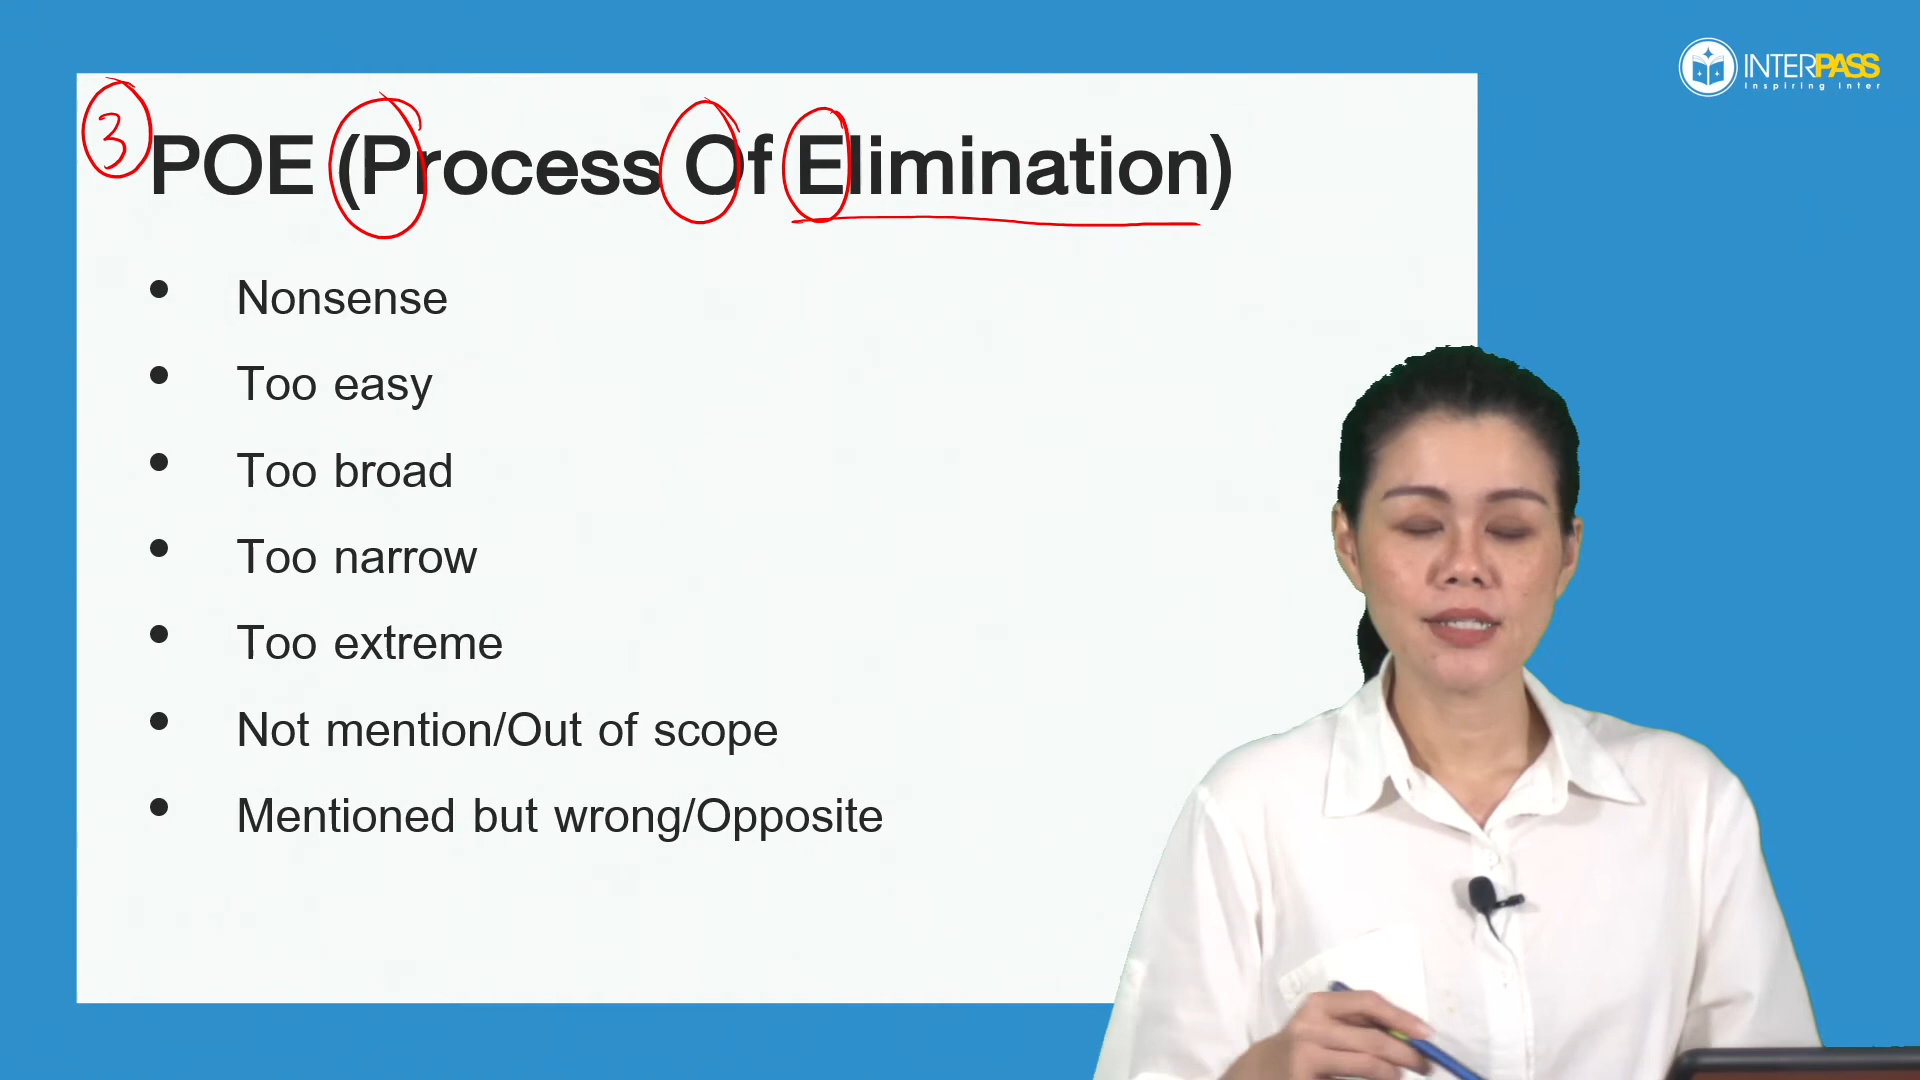 INTERPASS
Inspiring Inter
3
POE (Process Of Elimination)
• Nonsense
• Too easy
• Too broad
• Too narrow
• Too extreme
• Not mention/Out of scope
• Mentioned but wrong/Opposite